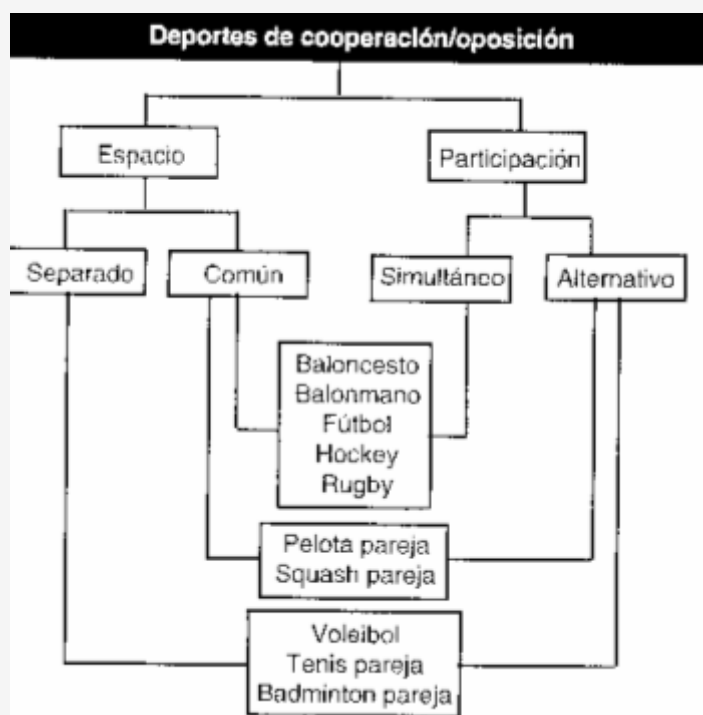 Deportes de cooperación/oposición
Espacio
Participación
Separado
Común
Simultáneo
Alternativo
Baloncesto
Balonmano
Fútbol
Hockey
Rugby
Pelota pareja
Squash pareja
Voleibol
Tenis pareja
Badminton pareja